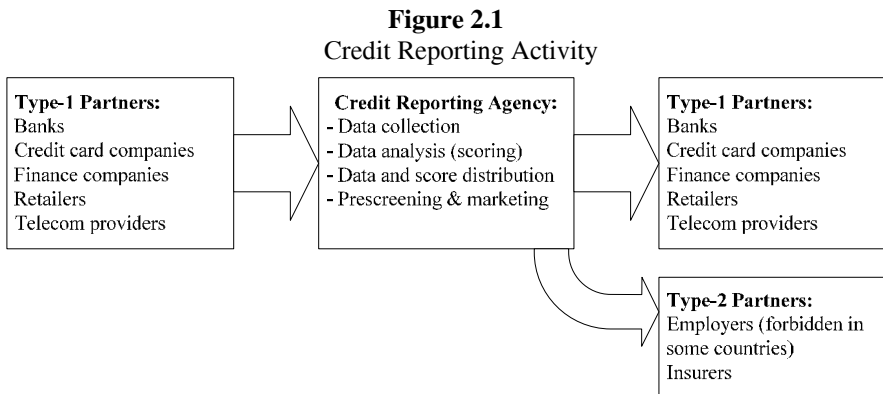 Figure 2.1
Credit Reporting Activity
Type-1 Partners:
Banks
Credit card companies
Finance companies
Retailers
Telecom providers
Credit Reporting Agency:
- Data collection
- Data analysis (scoring)
- Data and score distribution
- Prescreening & marketing
Type-1 Partners:
Banks
Credit card companies
Finance companies
Retailers
Telecom providers
Type-2 Partners:
Employers (forbidden in
some countries)
Insurers